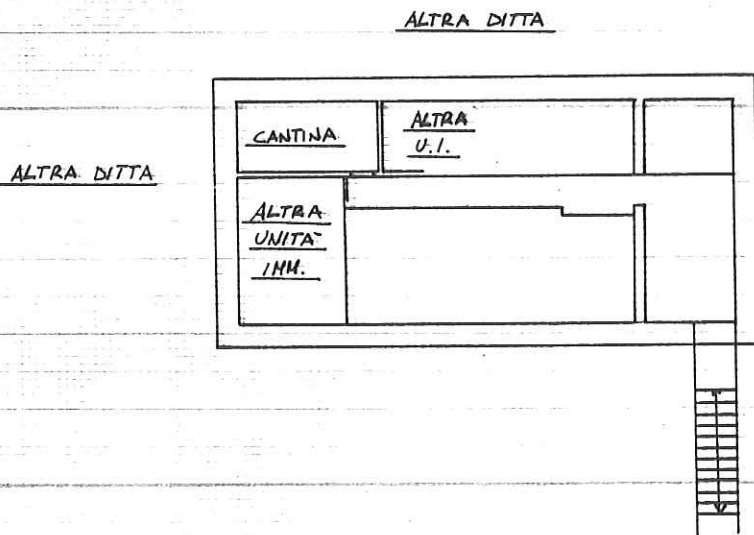 ALTRA DITTA
CANTINA
ALTRA
U.I.
ALTRA DITTA
ALTRA
UNITA'
IMM.